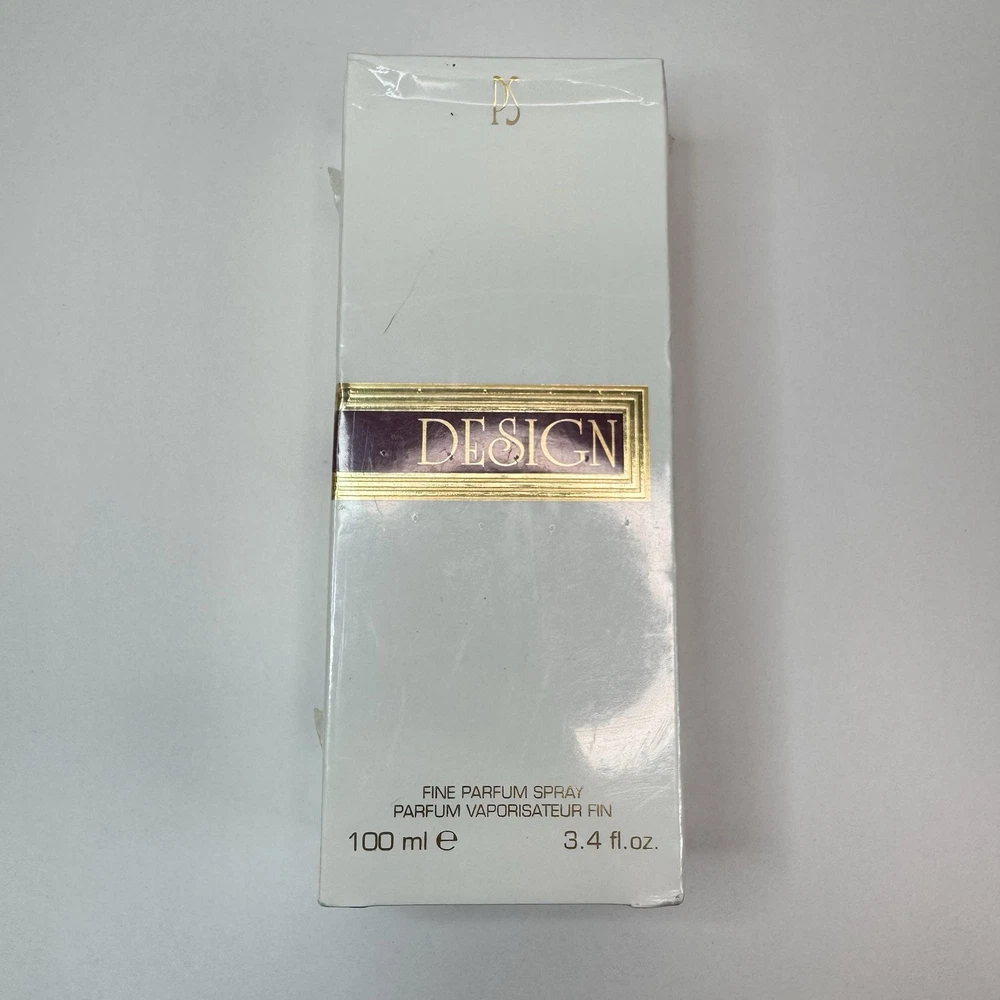 PS
DESIGN
FINE PARFUM SPRAY
PARFUM VAPORISATEUR FIN
100 ml ℮ 3.4 fl.oz.